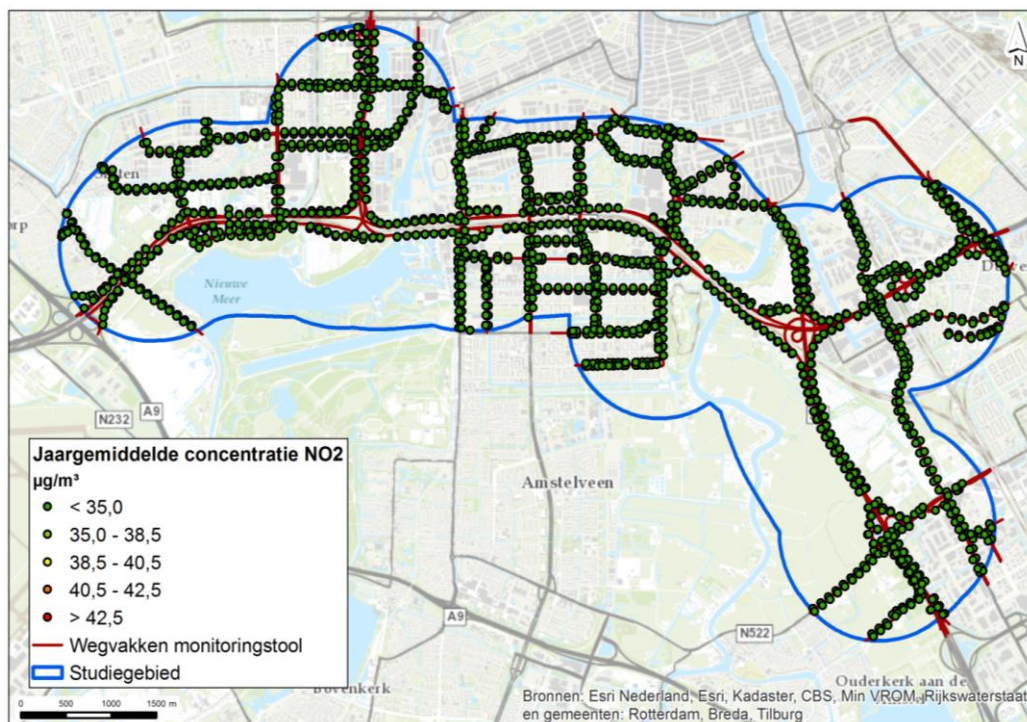 N
Sloten
orp
Nieuwe
Meer
N232
A9
Amstelveen
A9
N522
Ouderkerk aan de
Jaargemiddelde concentratie NO2
µg/m³
< 35,0
35,0 - 38,5
38,5 - 40,5
40,5 - 42,5
> 42,5
Wegvakken monitoringstool
Studiegebied
0 500 1000 1500 m
Bronnen: Esri Nederland, Esri, Kadaster, CBS, Min VROM, Rijkswaterstaat
en gemeenten: Rotterdam, Breda, Tilburg